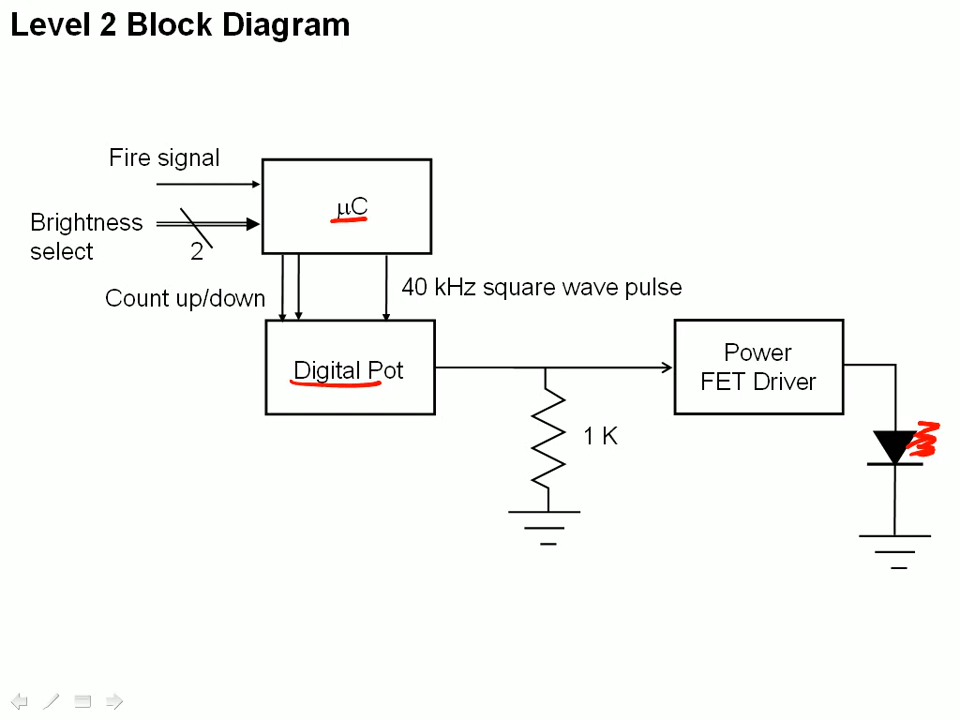 Level 2 Block Diagram
Fire signal
μC
Brightness
select
2
Count up/down
40 kHz square wave pulse
Digital Pot
Power
FET Driver
1 K